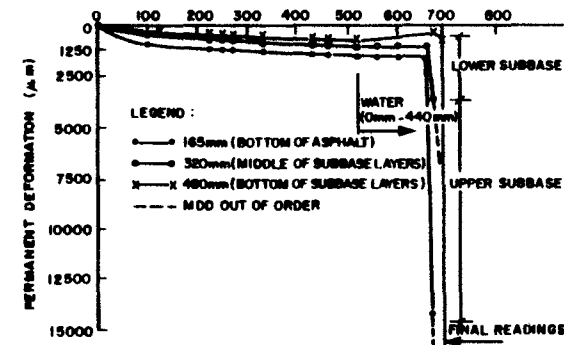 0 100 200 300 400 500 600 700 800
0
1250
2500
5000
7500
10000
12500
15000
PERMANENT DEFORMATION (μm)
LOWER SUBBASE
WATER
(0mm - 440mm)
LEGEND :
165mm (BOTTOM OF ASPHALT)
320mm (MIDDLE OF SUBBASE LAYERS)
480mm (BOTTOM OF SUBBASE LAYERS)
MDD OUT OF ORDER
UPPER SUBBASE
FINAL READINGS